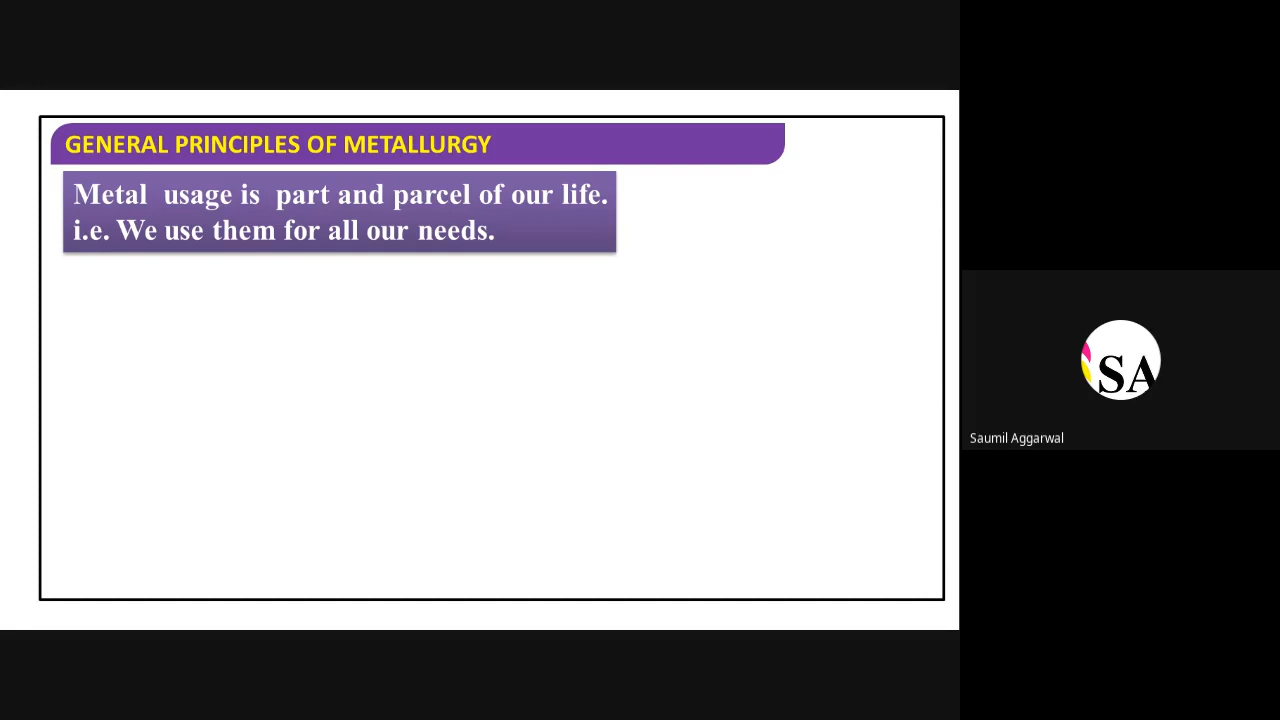 GENERAL PRINCIPLES OF METALLURGY
Metal usage is part and parcel of our life.
i.e. We use them for all our needs.
SA
Saumil Aggarwal